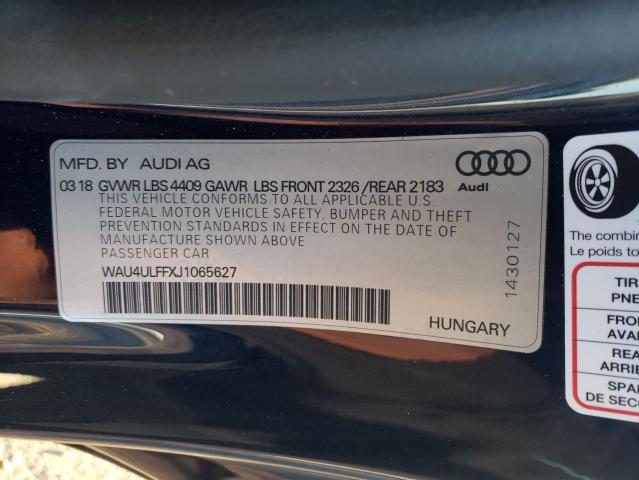 MFD. BY AUDI AG
03 18 GVWR LBS 4409 GAWR LBS FRONT 2326 /REAR 2183
THIS VEHICLE CONFORMS TO ALL APPLICABLE U.S.
FEDERAL MOTOR VEHICLE SAFETY, BUMPER AND THEFT
PREVENTION STANDARDS IN EFFECT ON THE DATE OF
MANUFACTURE SHOWN ABOVE
PASSENGER CAR
WAU4ULFFXJ1065627
Audi
1430127
HUNGARY
The combin
Le poids to
TIR
PNE
FRO
AVA
REA
ARRIE
SPA
DE SECO